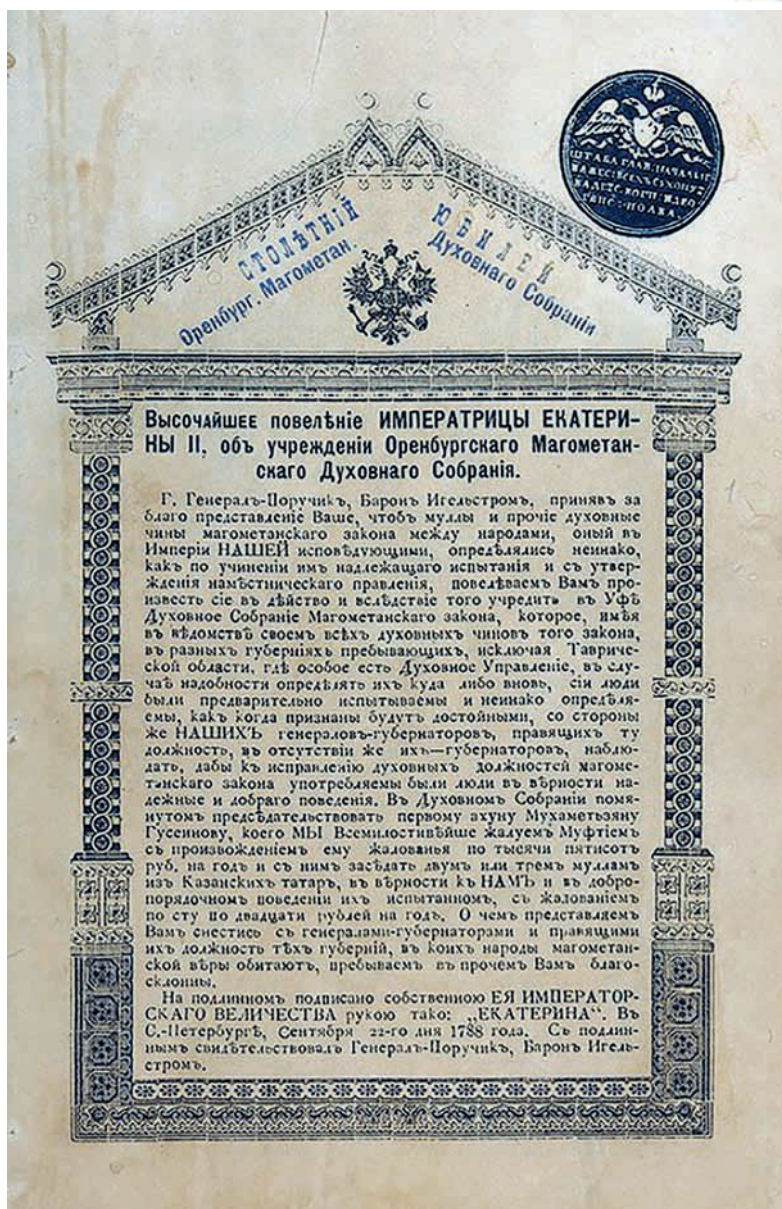 СТОЛѢТНІЙ ЮБИЛЕЙ
Оренбург. Магометан. Духовнаго Собранія
ШТАБА ГЛАВ: НАЧАЛЬН
Высочайшее повелѣніе ИМПЕРАТРИЦЫ ЕКАТЕРИ-
НЫ II, объ учрежденіи Оренбургскаго Магометан-
скаго Духовнаго Собранія.
Г. Генералъ-Поручикъ, Баронъ Игельстромъ, принявъ за
благо представленіе Ваше, чтобъ муллы и прочіе духовные
чины магометанскаго закона между народами, оный въ
Имперіи НАШЕЙ исповѣдующими, опредѣлялись неинако,
какъ по учиненіи имъ надлежащаго испытанія и съ утвер-
жденія намѣстническаго правленія, повелѣваемъ Вамъ про-
известь сіе въ дѣйство и вслѣдствіе того учредить въ Уфѣ
Духовное Собраніе Магометанскаго закона, которое, имѣя
въ вѣдомствѣ своемъ всѣхъ духовныхъ чиновъ того закона,
въ разныхъ губерніяхъ пребывающихъ, исключая Тавриче-
ской области, гдѣ особое есть Духовное Управленіе, въ слу-
чаѣ надобности опредѣлять ихъ куда либо вновь, сіи люди
были предварительно испытываемы и неинако опредѣля-
емы, какъ когда признаны будутъ достойными, со стороны
же НАШИХЪ генераловъ-губернаторовъ, правящихъ ту
должность, въ отсутствіи же ихъ—губернаторовъ, наблю-
дать, дабы къ исправленію духовныхъ должностей магоме-
танскаго закона употребляемы были люди въ вѣрности на-
дежные и добраго поведенія. Въ Духовномъ Собраніи помя-
нутомъ предсѣдательствовать первому ахуну Мухаметьзяну
Гуссеинову, коего МЫ Всемилостивѣйше жалуемъ Муфтіемъ
съ произвожденіемъ ему жалованья по тысячи пятисотъ
руб. на годъ и съ нимъ засѣдать двумъ или тремъ мулламъ
изъ Казанскихъ татаръ, въ вѣрности къ НАМЪ и въ добро-
порядочномъ поведеніи ихъ испытанномъ, съ жалованіемъ
по сту по двадцати рублей на годъ. О чемъ представляемъ
Вамъ снестись съ генералами-губернаторами и правящими
ихъ должность тѣхъ губерній, въ коихъ народы магометан-
ской вѣры обитаютъ, пребываемъ въ прочемъ Вамъ благо-
склонны.
На подлинномъ подписано собственною ЕЯ ИМПЕРАТОР-
СКАГО ВЕЛИЧЕСТВА рукою тако: „ЕКАТЕРИНА“. Въ
С.-Петербургѣ, Сентября 22-го дня 1788 года. Съ подлин-
нымъ свидѣтельствовалъ Генералъ-Поручикъ, Баронъ Игель-
стромъ.